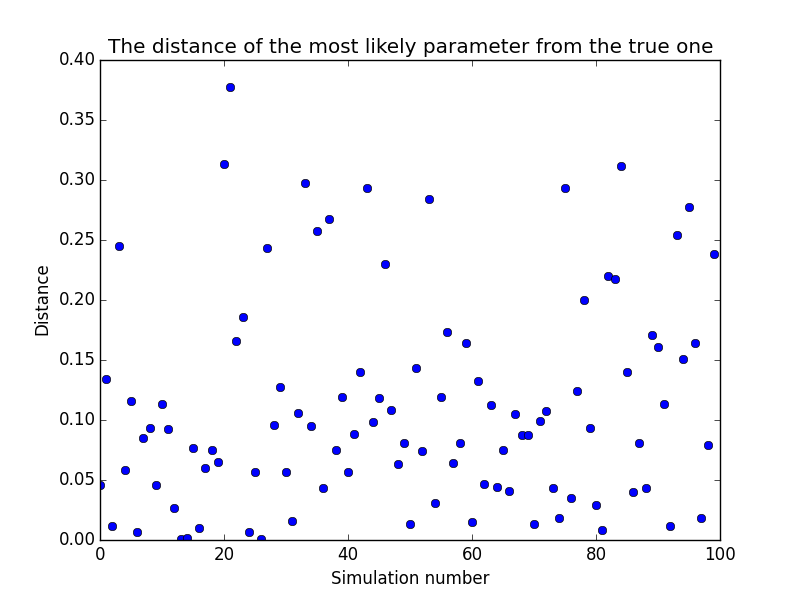 The distance of the most likely parameter from the true one
0.40
0.35
0.30
0.25
0.20
0.15
0.10
0.05
0.00
Distance
0 20 40 60 80 100
Simulation number